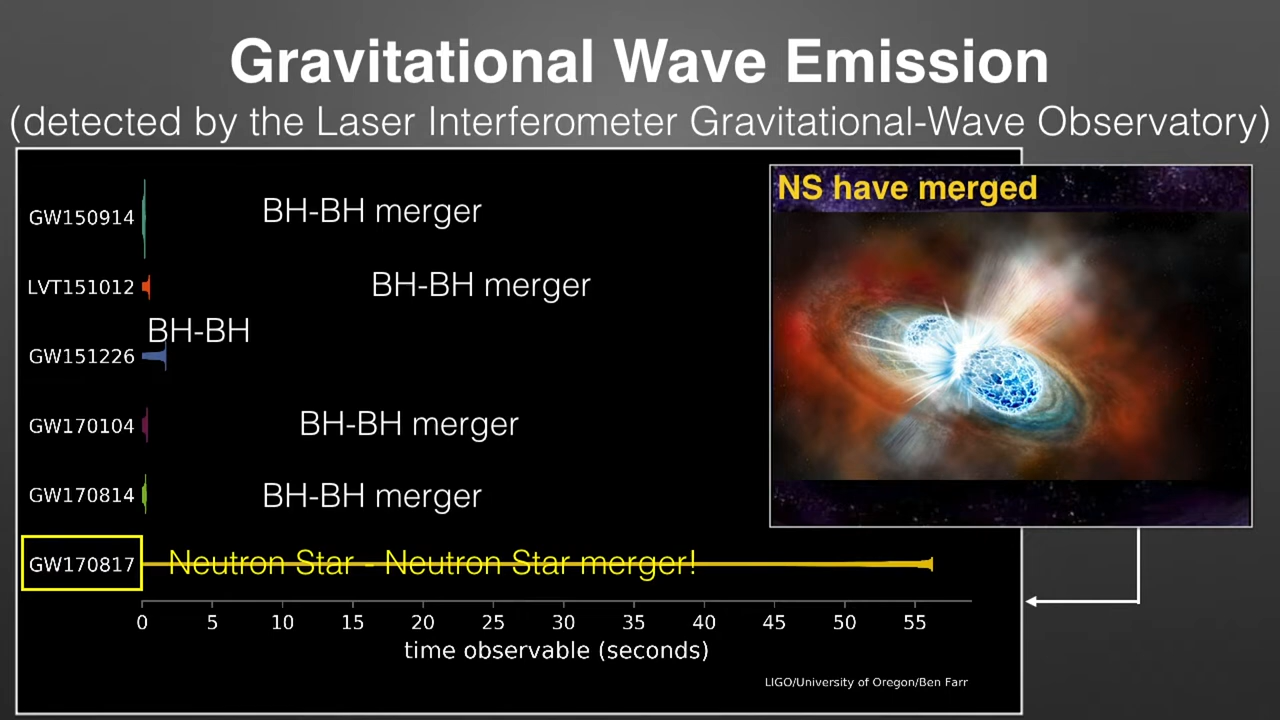 Gravitational Wave Emission
(detected by the Laser Interferometer Gravitational-Wave Observatory)
NS have merged
GW150914 BH-BH merger
LVT151012 BH-BH merger
BH-BH
GW151226
GW170104 BH-BH merger
GW170814 BH-BH merger
GW170817 Neutron Star - Neutron Star merger!
0 5 10 15 20 25 30 35 40 45 50 55
time observable (seconds)
LIGO/University of Oregon/Ben Farr